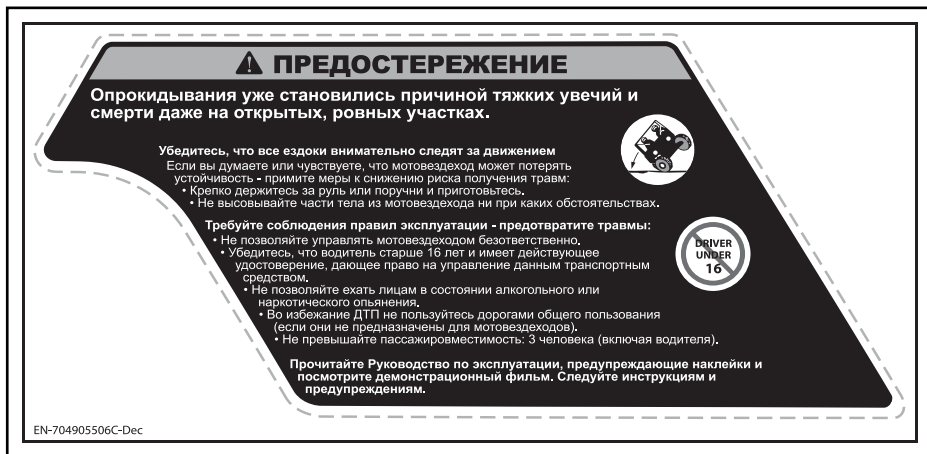 ПРЕДОСТЕРЕЖЕНИЕ
Опрокидывания уже становились причиной тяжких увечий и
смерти даже на открытых, ровных участках.
Убедитесь, что все ездоки внимательно следят за движением
Если вы думаете или чувствуете, что мотовездеход может потерять
устойчивость - примите меры к снижению риска получения травм:
• Крепко держитесь за руль или поручни и приготовьтесь.
• Не высовывайте части тела из мотовездехода ни при каких обстоятельствах.
Требуйте соблюдения правил эксплуатации - предотвратите травмы:
• Не позволяйте управлять мотовездеходом безответственно.
• Убедитесь, что водитель старше 16 лет и имеет действующее
удостоверение, дающее право на управление данным транспортным
средством.
• Не позволяйте ехать лицам в состоянии алкогольного или
наркотического опьянения.
• Во избежание ДТП не пользуйтесь дорогами общего пользования
(если они не предназначены для мотовездеходов).
• Не превышайте пассажировместимость: 3 человека (включая водителя).
DRIVER
UNDER
16
Прочитайте Руководство по эксплуатации, предупреждающие наклейки и
посмотрите демонстрационный фильм. Следуйте инструкциям и
предупреждениям.
EN-704905506C-Dec